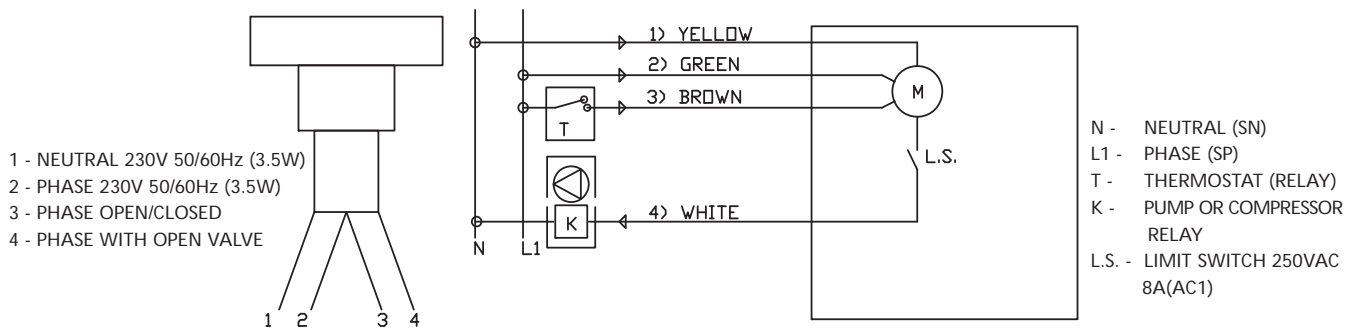 1 - NEUTRAL 230V 50/60Hz (3.5W)
2 - PHASE 230V 50/60Hz (3.5W)
3 - PHASE OPEN/CLOSED
4 - PHASE WITH OPEN VALVE
1 2 3 4
1) YELLOW
2) GREEN
3) BROWN
T
M
L.S.
K
4) WHITE
N L1
N - NEUTRAL (SN)
L1 - PHASE (SP)
T - THERMOSTAT (RELAY)
K - PUMP OR COMPRESSOR
RELAY
L.S. - LIMIT SWITCH 250VAC
8A(AC1)